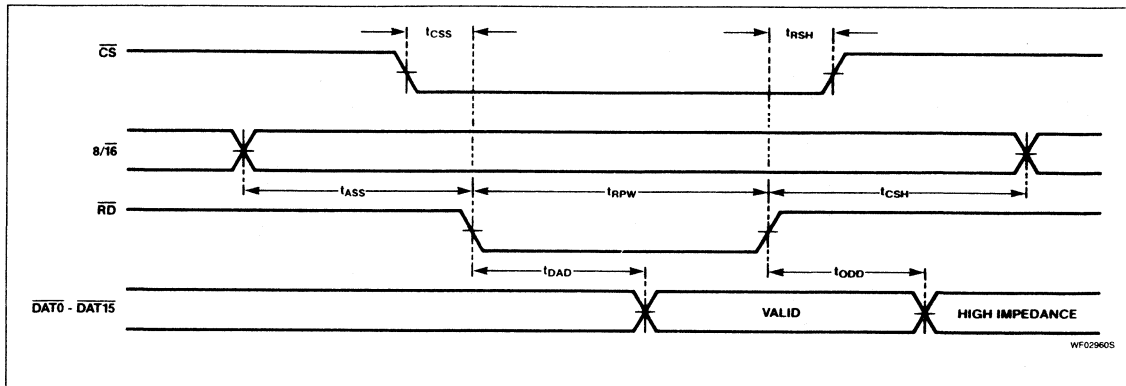 tCSS
tRSH
CS
8/16
tASS
tRPW
tCSH
RD
tDAD
tODD
DAT0 - DAT15
VALID
HIGH IMPEDANCE
WF02960S